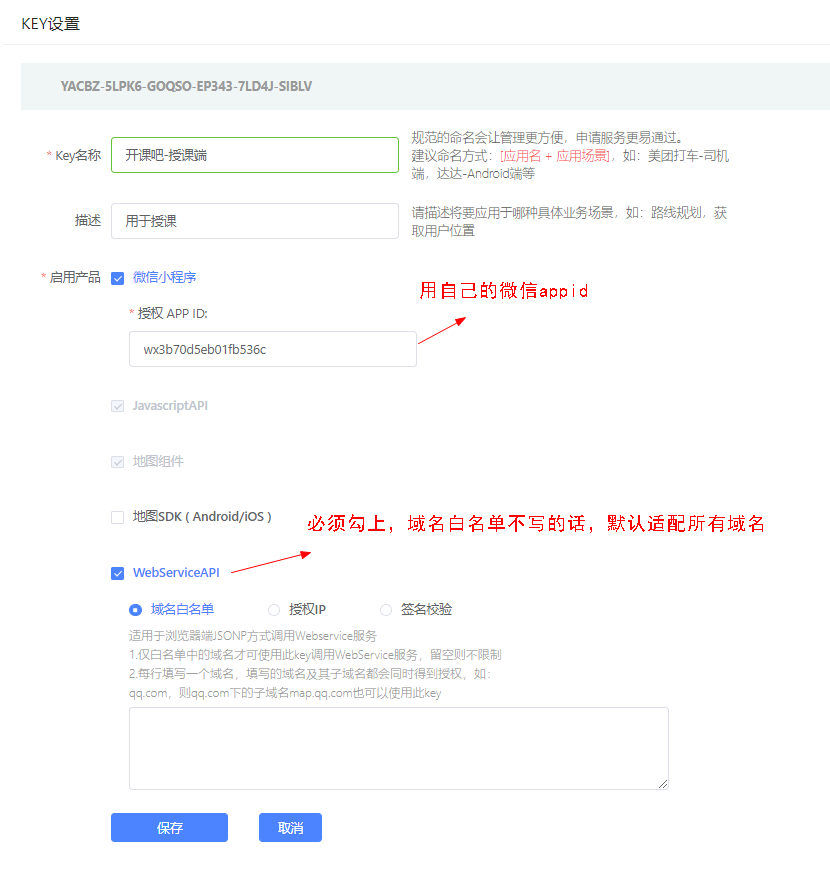 KEY设置
YACBZ-5LPK6-GOQSO-EP343-7LD4J-SIBLV
* Key名称
开课吧-授课端
规范的命名会让管理更方便，申请服务更易通过。
建议命名方式：[应用名 + 应用场景]，如：美团打车-司机
端，达达-Android端等
描述
用于授课
请描述将要应用于哪种具体业务场景，如：路线规划，获
取用户位置
* 启用产品
微信小程序
用自己的微信appid
* 授权 APP ID:
wx3b70d5eb01fb536c
JavascriptAPI
地图组件
地图SDK ( Android/iOS )
必须勾上，域名白名单不写的话，默认适配所有域名
WebServiceAPI
域名白名单 授权IP 签名校验
适用于浏览器端JSONP方式调用Webservice服务
1.仅白名单中的域名才可使用此key调用WebService服务，留空则不限制
2.每行填写一个域名，填写的域名及其子域名都会同时得到授权，如：
qq.com，则qq.com下的子域名map.qq.com也可以使用此key
保存 取消